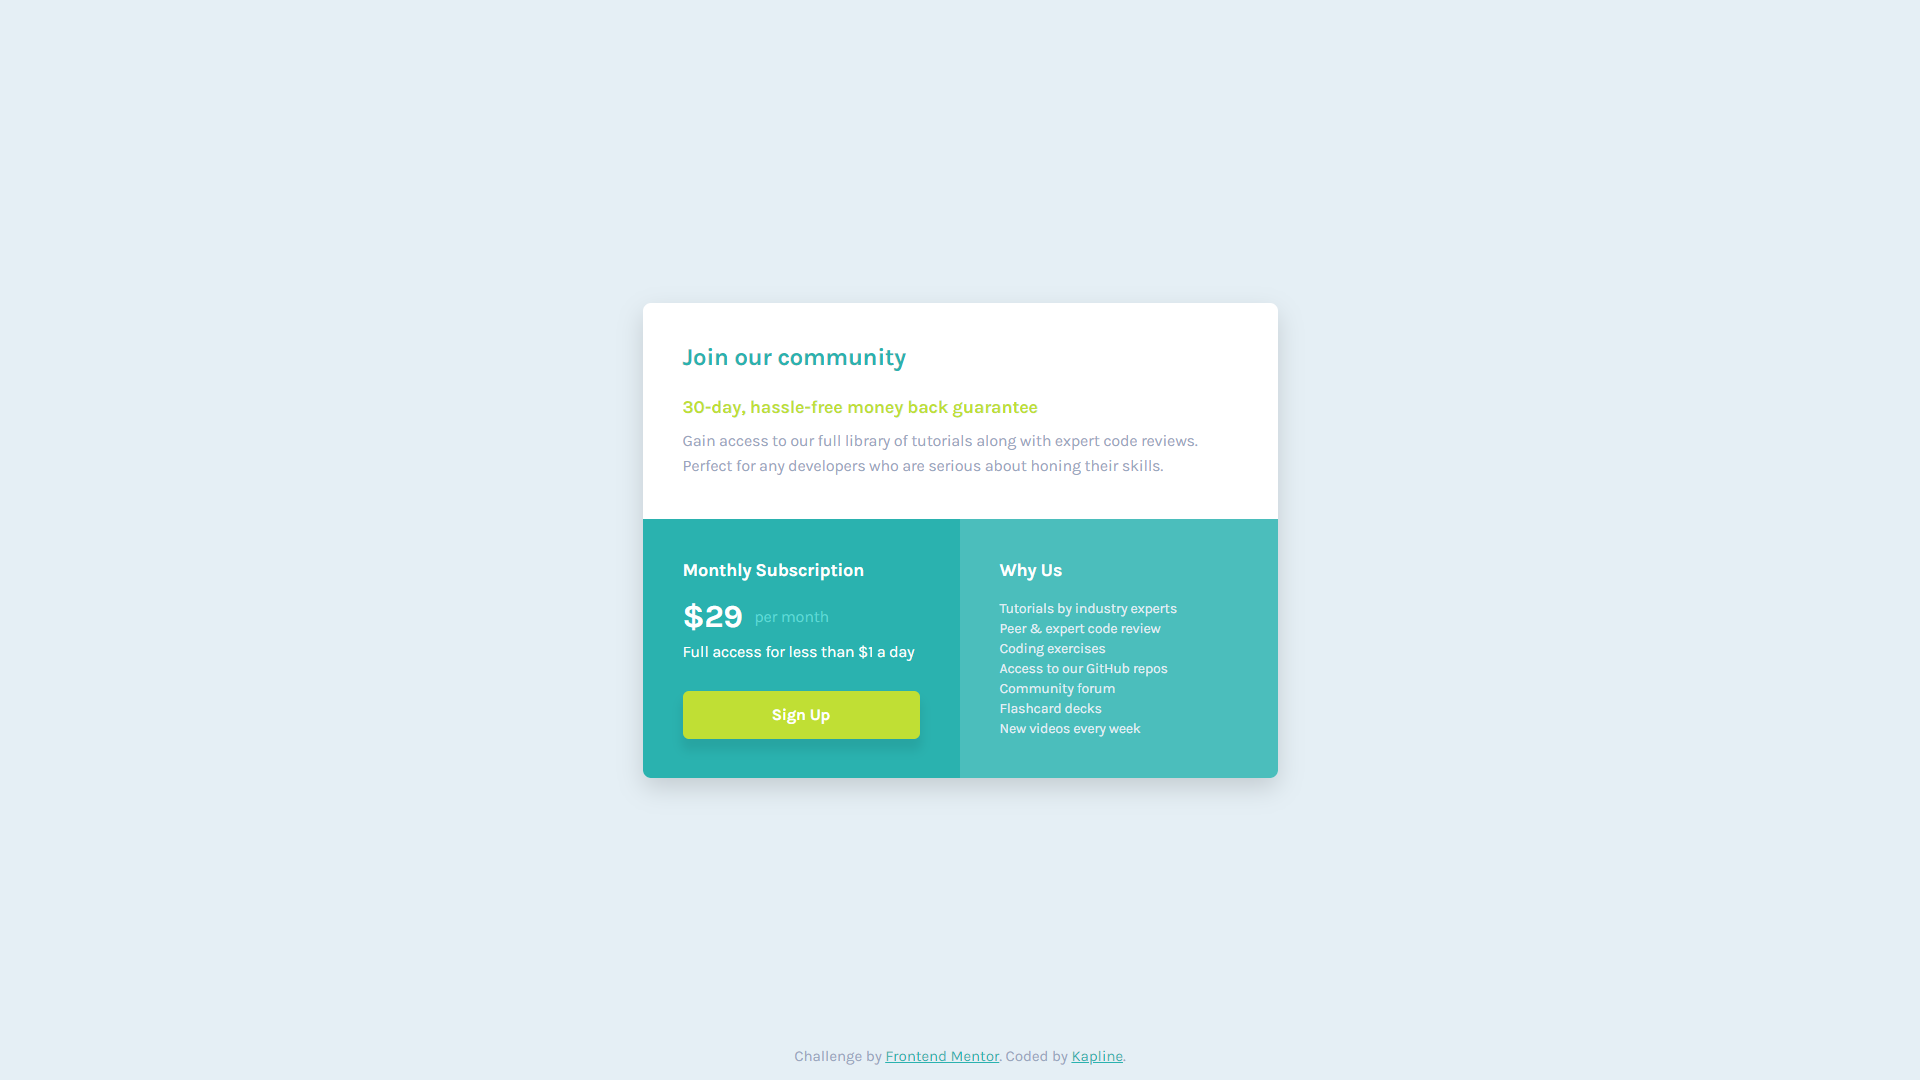 Join our community
30-day, hassle-free money back guarantee
Gain access to our full library of tutorials along with expert code reviews.
Perfect for any developers who are serious about honing their skills.
Monthly Subscription
$29 per month
Full access for less than $1 a day
Sign Up
Why Us
Tutorials by industry experts
Peer & expert code review
Coding exercises
Access to our GitHub repos
Community forum
Flashcard decks
New videos every week
Challenge by Frontend Mentor. Coded by Kapline.